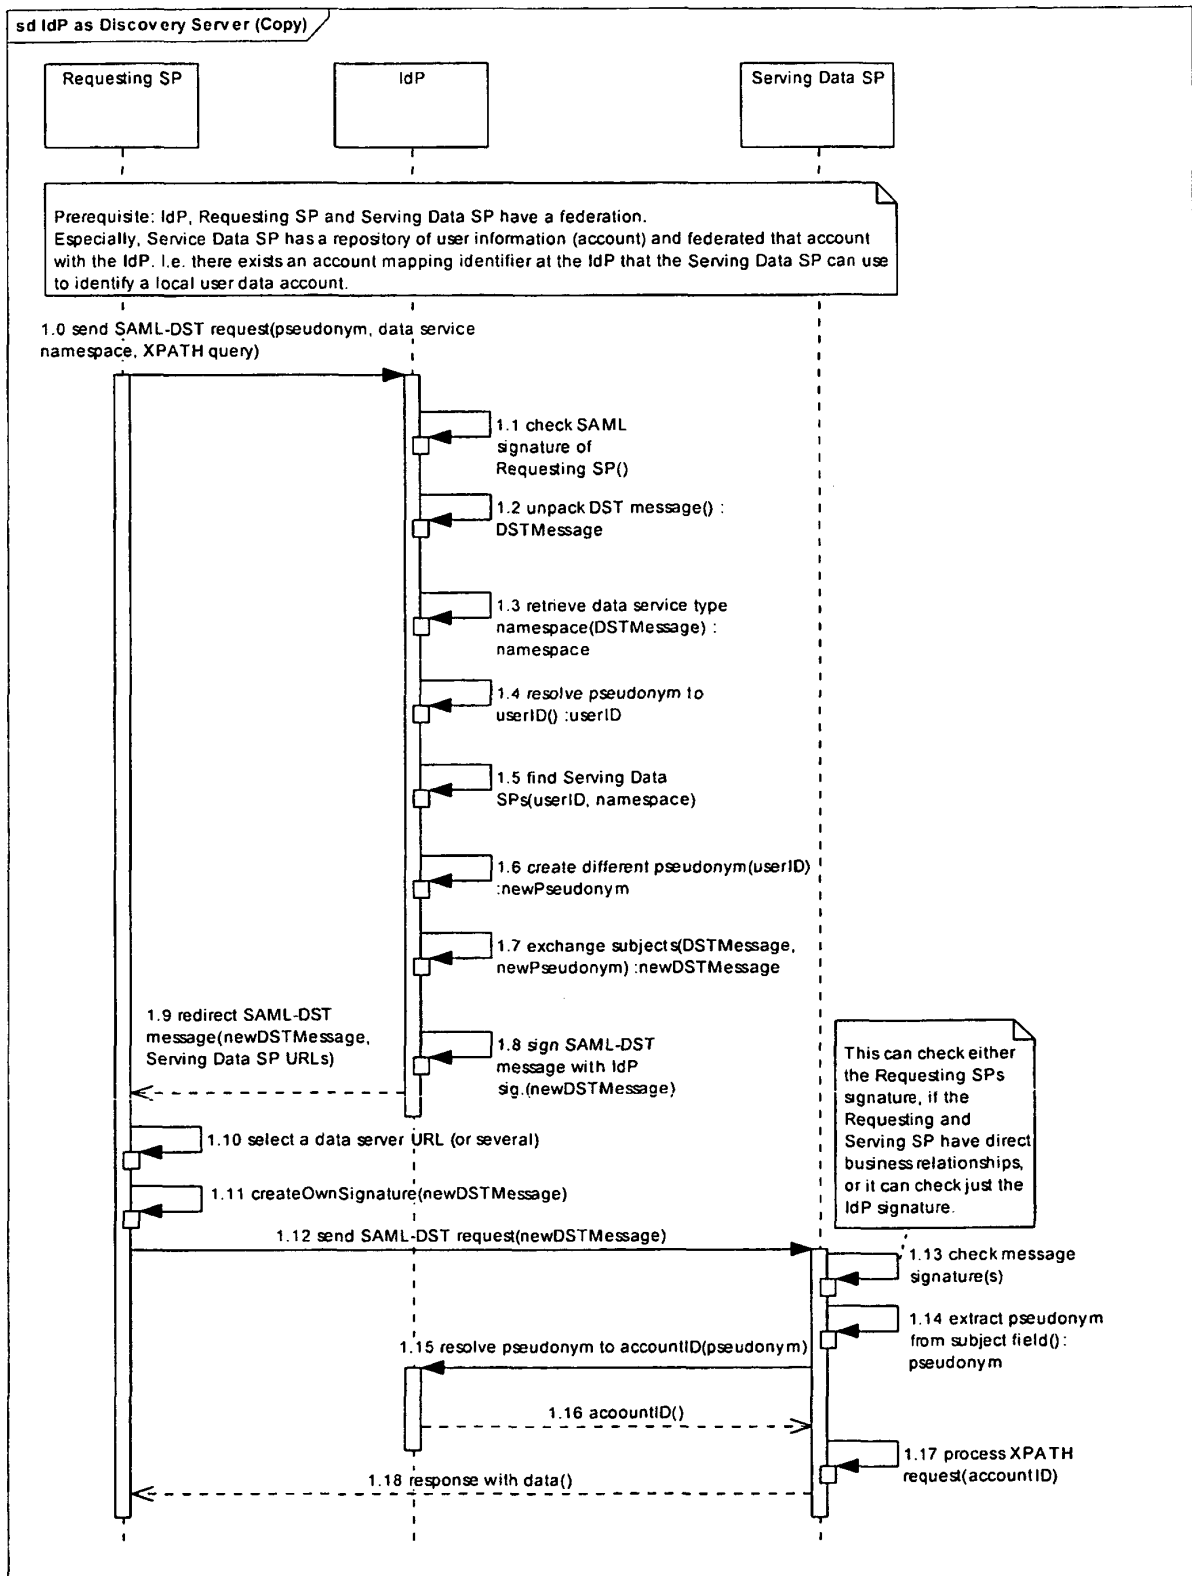 sd IdP as Discovery Server (Copy)
Requesting SP
IdP
Serving Data SP
Prerequisite: IdP, Requesting SP and Serving Data SP have a federation.
Especially, Service Data SP has a repository of user information (account) and federated that account
with the IdP. I.e. there exists an account mapping identifier at the IdP that the Serving Data SP can use
to identify a local user data account.
1.0 send SAML-DST request(pseudonym, data service
namespace, XPATH query)
1.1 check SAML
signature of
Requesting SP()
1.2 unpack DST message() :
DSTMessage
1.3 retrieve data service type
namespace(DSTMessage) :
namespace
1.4 resolve pseudonym to
userID() :userID
1.5 find Serving Data
SPs(userID, namespace)
1.6 create different pseudonym(userID)
:newPseudonym
1.7 exchange subjects(DSTMessage,
newPseudonym) :newDSTMessage
1.8 sign SAML-DST
message with IdP
sig.(newDSTMessage)
1.9 redirect SAML-DST
message(newDSTMessage,
Serving Data SP URLs)
This can check either
the Requesting SPs
signature, if the
Requesting and
Serving SP have direct
business relationships,
or it can check just the
IdP signature.
1.10 select a data server URL (or several)
1.11 createOwnSignature(newDSTMessage)
1.12 send SAML-DST request(newDSTMessage)
1.13 check message
signature(s)
1.14 extract pseudonym
from subject field() :
pseudonym
1.15 resolve pseudonym to accountID(pseudonym)
1.16 acoountID()
1.17 process XPATH
request(accountID)
1.18 response with data()